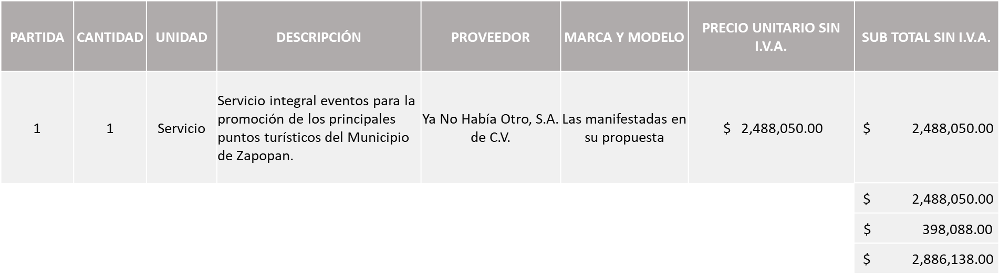 PARTIDA CANTIDAD UNIDAD DESCRIPCIÓN PROVEEDOR MARCA Y MODELO PRECIO UNITARIO SIN I.V.A. SUB TOTAL SIN I.V.A.
1 1 Servicio
Servicio integral eventos para la
promoción de los principales
puntos turísticos del Municipio
de Zapopan.
Ya No Había Otro, S.A.
de C.V.
Las manifestadas en
su propuesta
$ 2,488,050.00
$ 2,488,050.00
$ 2,488,050.00
$ 398,088.00
$ 2,886,138.00